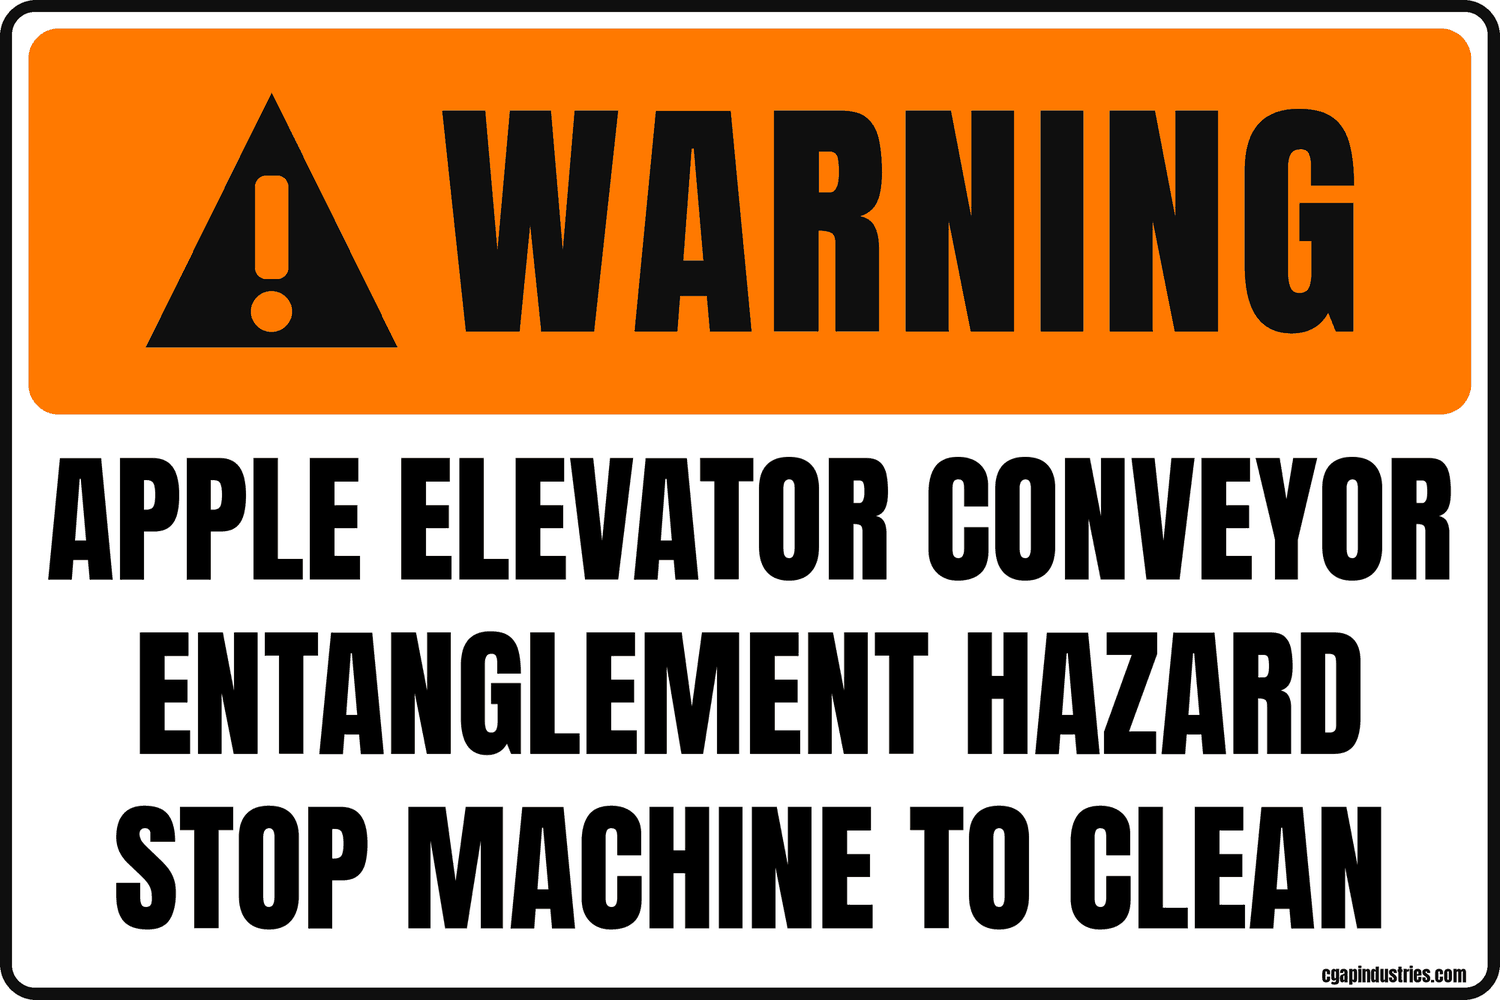 WARNING
APPLE ELEVATOR CONVEYOR
ENTANGLEMENT HAZARD
STOP MACHINE TO CLEAN
cgapindustries.com